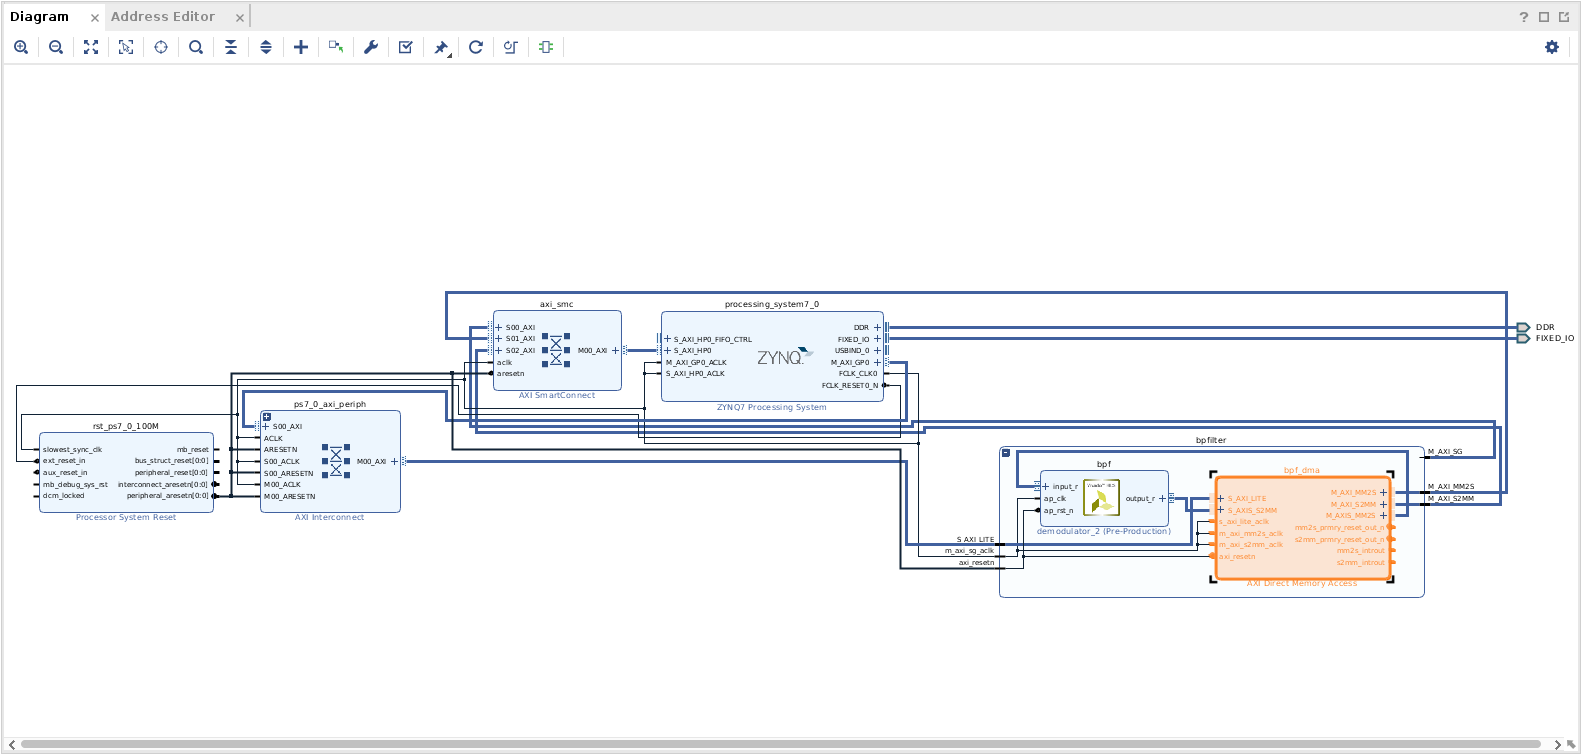 Diagram
Address Editor
?
axi_smc
S00_AXI
S01_AXI
S02_AXI
aclk
aresetn
M00_AXI
AXI SmartConnect
processing_system7_0
S_AXI_HP0_FIFO_CTRL
S_AXI_HP0
M_AXI_GP0_ACLK
S_AXI_HP0_ACLK
ZYNQ
DDR
FIXED_IO
USBIND_0
M_AXI_GP0
FCLK_CLK0
FCLK_RESET0_N
ZYNQ7 Processing System
DDR
FIXED_IO
rst_ps7_0_100M
slowest_sync_clk
ext_reset_in
aux_reset_in
mb_debug_sys_rst
dcm_locked
mb_reset
bus_struct_reset[0:0]
peripheral_reset[0:0]
interconnect_aresetn[0:0]
peripheral_aresetn[0:0]
Processor System Reset
ps7_0_axi_periph
S00_AXI
ACLK
ARESETN
S00_ACLK
S00_ARESETN
M00_ACLK
M00_ARESETN
M00_AXI
AXI Interconnect
bpfilter
S_AXI_LITE
m_axi_sg_aclk
axi_resetn
M_AXI_SG
M_AXI_MM2S
M_AXI_S2MM
bpf
input_r
ap_clk
ap_rst_n
output_r
demodulator_2 (Pre-Production)
bpf_dma
S_AXI_LITE
S_AXIS_S2MM
s_axi_lite_aclk
m_axi_mm2s_aclk
m_axi_s2mm_aclk
axi_resetn
M_AXI_MM2S
M_AXI_S2MM
M_AXIS_MM2S
mm2s_prmry_reset_out_n
s2mm_prmry_reset_out_n
mm2s_introut
s2mm_introut
AXI Direct Memory Access